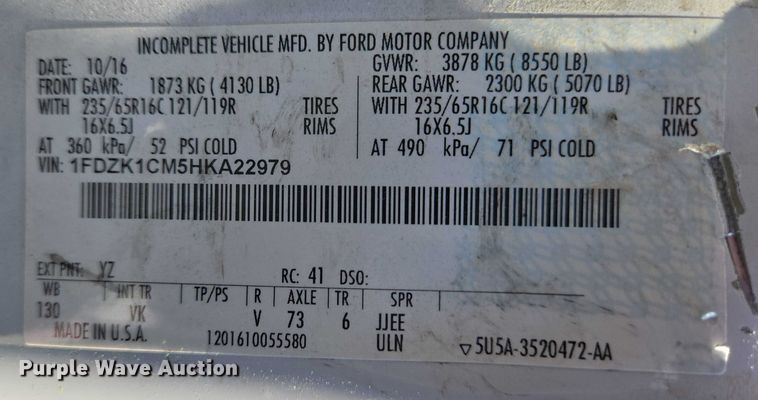 INCOMPLETE VEHICLE MFD. BY FORD MOTOR COMPANY
DATE: 10/16 GVWR: 3878 KG ( 8550 LB)
FRONT GAWR: 1873 KG ( 4130 LB) REAR GAWR: 2300 KG ( 5070 LB)
WITH 235/65R16C 121/119R TIRES WITH 235/65R16C 121/119R TIRES
16X6.5J RIMS 16X6.5J RIMS
AT 360 kPa/ 52 PSI COLD AT 490 kPa/ 71 PSI COLD
VIN: 1FDZK1CM5HKA22979
EXT PNT: YZ RC: 41 DSO:
WB INT TR TP/PS R AXLE TR SPR
130 VK V 73 6 JJEE
MADE IN U.S.A. 1201610055580 ULN ▽5U5A-3520472-AA
Purple Wave Auction